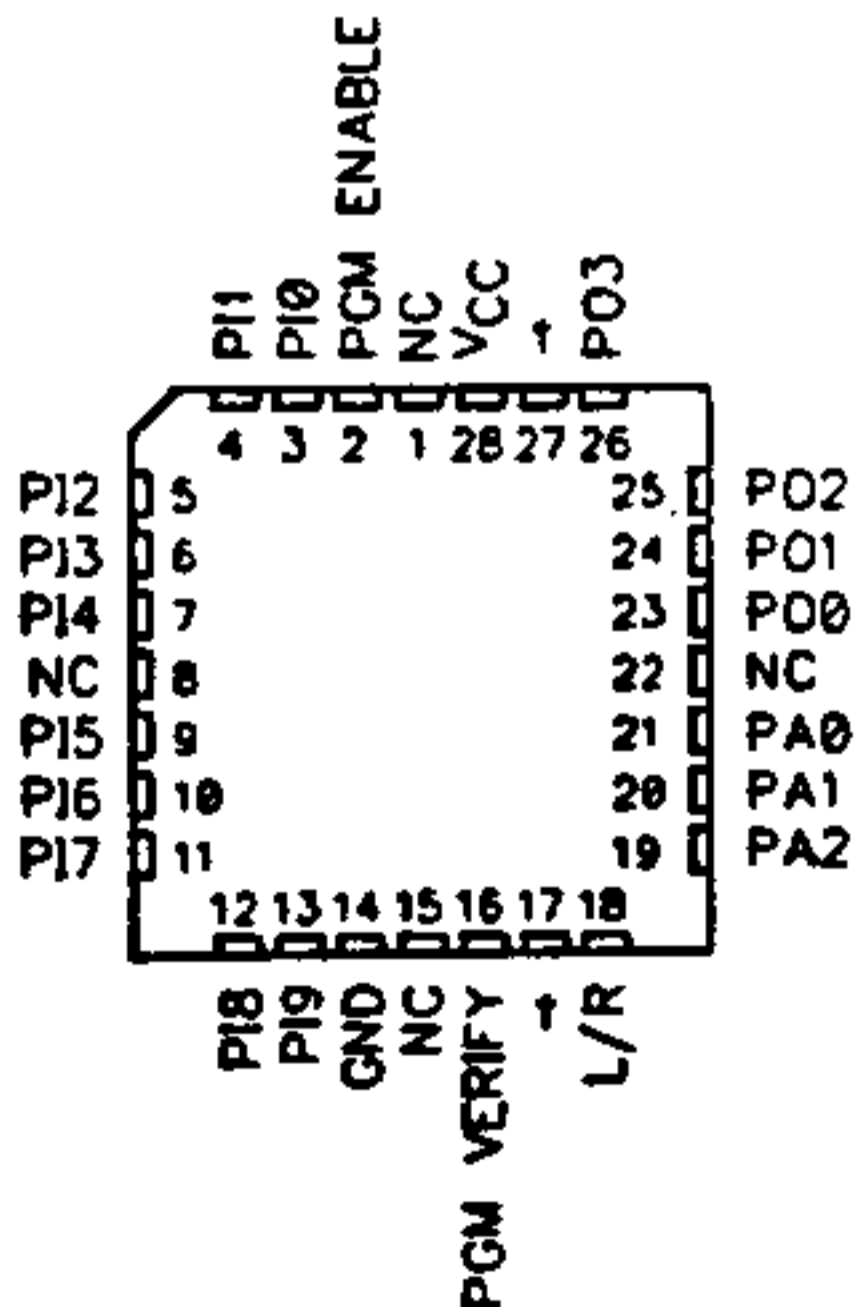 PGM ENABLE
PI1 PI0 NC VCC † PO3
4 3 2 1 28 27 26
PI2 5 25 PO2
PI3 6 24 PO1
PI4 7 23 PO0
NC 8 22 NC
PI5 9 21 PA0
PI6 10 20 PA1
PI7 11 19 PA2
12 13 14 15 16 17 18
PI8 PI9 GND NC PGM VERIFY † L/R